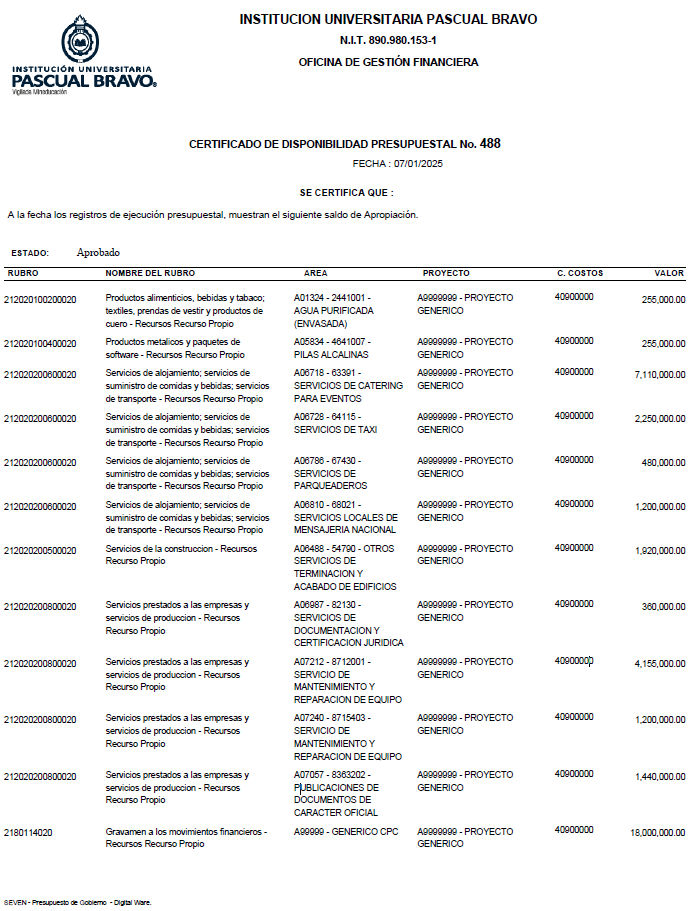 INSTITUCION UNIVERSITARIA PASCUAL BRAVO
N.I.T. 890.980.153-1
OFICINA DE GESTIÓN FINANCIERA
INSTITUCIÓN UNIVERSITARIA
PASCUAL BRAVO®
Vigilada Mineducación
CERTIFICADO DE DISPONIBILIDAD PRESUPUESTAL No. 488
FECHA : 07/01/2025
SE CERTIFICA QUE :
A la fecha los registros de ejecución presupuestal, muestran el siguiente saldo de Apropiación.
ESTADO: Aprobado
RUBRO NOMBRE DEL RUBRO AREA PROYECTO C. COSTOS VALOR
212020100200020 Productos alimenticios, bebidas y tabaco; A01324 - 2441001 - A9999999 - PROYECTO 40900000 255,000.00
textiles, prendas de vestir y productos de AGUA PURIFICADA GENERICO
cuero - Recursos Recurso Propio (ENVASADA)
212020100400020 Productos metalicos y paquetes de A05834 - 4641007 - A9999999 - PROYECTO 40900000 255,000.00
software - Recursos Recurso Propio PILAS ALCALINAS GENERICO
212020200600020 Servicios de alojamiento; servicios de A06718 - 63391 - A9999999 - PROYECTO 40900000 7,110,000.00
suministro de comidas y bebidas; servicios SERVICIOS DE CATERING GENERICO
de transporte - Recursos Recurso Propio PARA EVENTOS
212020200600020 Servicios de alojamiento; servicios de A06728 - 64115 - A9999999 - PROYECTO 40900000 2,250,000.00
suministro de comidas y bebidas; servicios SERVICIOS DE TAXI GENERICO
de transporte - Recursos Recurso Propio
212020200600020 Servicios de alojamiento; servicios de A06786 - 67430 - A9999999 - PROYECTO 40900000 480,000.00
suministro de comidas y bebidas; servicios SERVICIOS DE GENERICO
de transporte - Recursos Recurso Propio PARQUEADEROS
212020200600020 Servicios de alojamiento; servicios de A06810 - 68021 - A9999999 - PROYECTO 40900000 1,200,000.00
suministro de comidas y bebidas; servicios SERVICIOS LOCALES DE GENERICO
de transporte - Recursos Recurso Propio MENSAJERIA NACIONAL
212020200500020 Servicios de la construccion - Recursos A06488 - 54790 - OTROS A9999999 - PROYECTO 40900000 1,920,000.00
Recurso Propio SERVICIOS DE GENERICO
TERMINACION Y
ACABADO DE EDIFICIOS
212020200800020 Servicios prestados a las empresas y A06987 - 82130 - A9999999 - PROYECTO 40900000 360,000.00
servicios de produccion - Recursos SERVICIOS DE GENERICO
Recurso Propio DOCUMENTACION Y
CERTIFICACION JURIDICA
212020200800020 Servicios prestados a las empresas y A07212 - 8712001 - A9999999 - PROYECTO 40900000 4,155,000.00
servicios de produccion - Recursos SERVICIO DE GENERICO
Recurso Propio MANTENIMIENTO Y
REPARACION DE EQUIPO
212020200800020 Servicios prestados a las empresas y A07240 - 8715403 - A9999999 - PROYECTO 40900000 1,200,000.00
servicios de produccion - Recursos SERVICIO DE GENERICO
Recurso Propio MANTENIMIENTO Y
REPARACION DE EQUIPO
212020200800020 Servicios prestados a las empresas y A07057 - 8363202 - A9999999 - PROYECTO 40900000 1,440,000.00
servicios de produccion - Recursos PUBLICACIONES DE GENERICO
Recurso Propio DOCUMENTOS DE
CARACTER OFICIAL
2180114020 Gravamen a los movimientos financieros - A99999 - GENERICO CPC A9999999 - PROYECTO 40900000 18,000,000.00
Recursos Recurso Propio GENERICO
SEVEN - Presupuesto de Gobierno - Digital Ware.